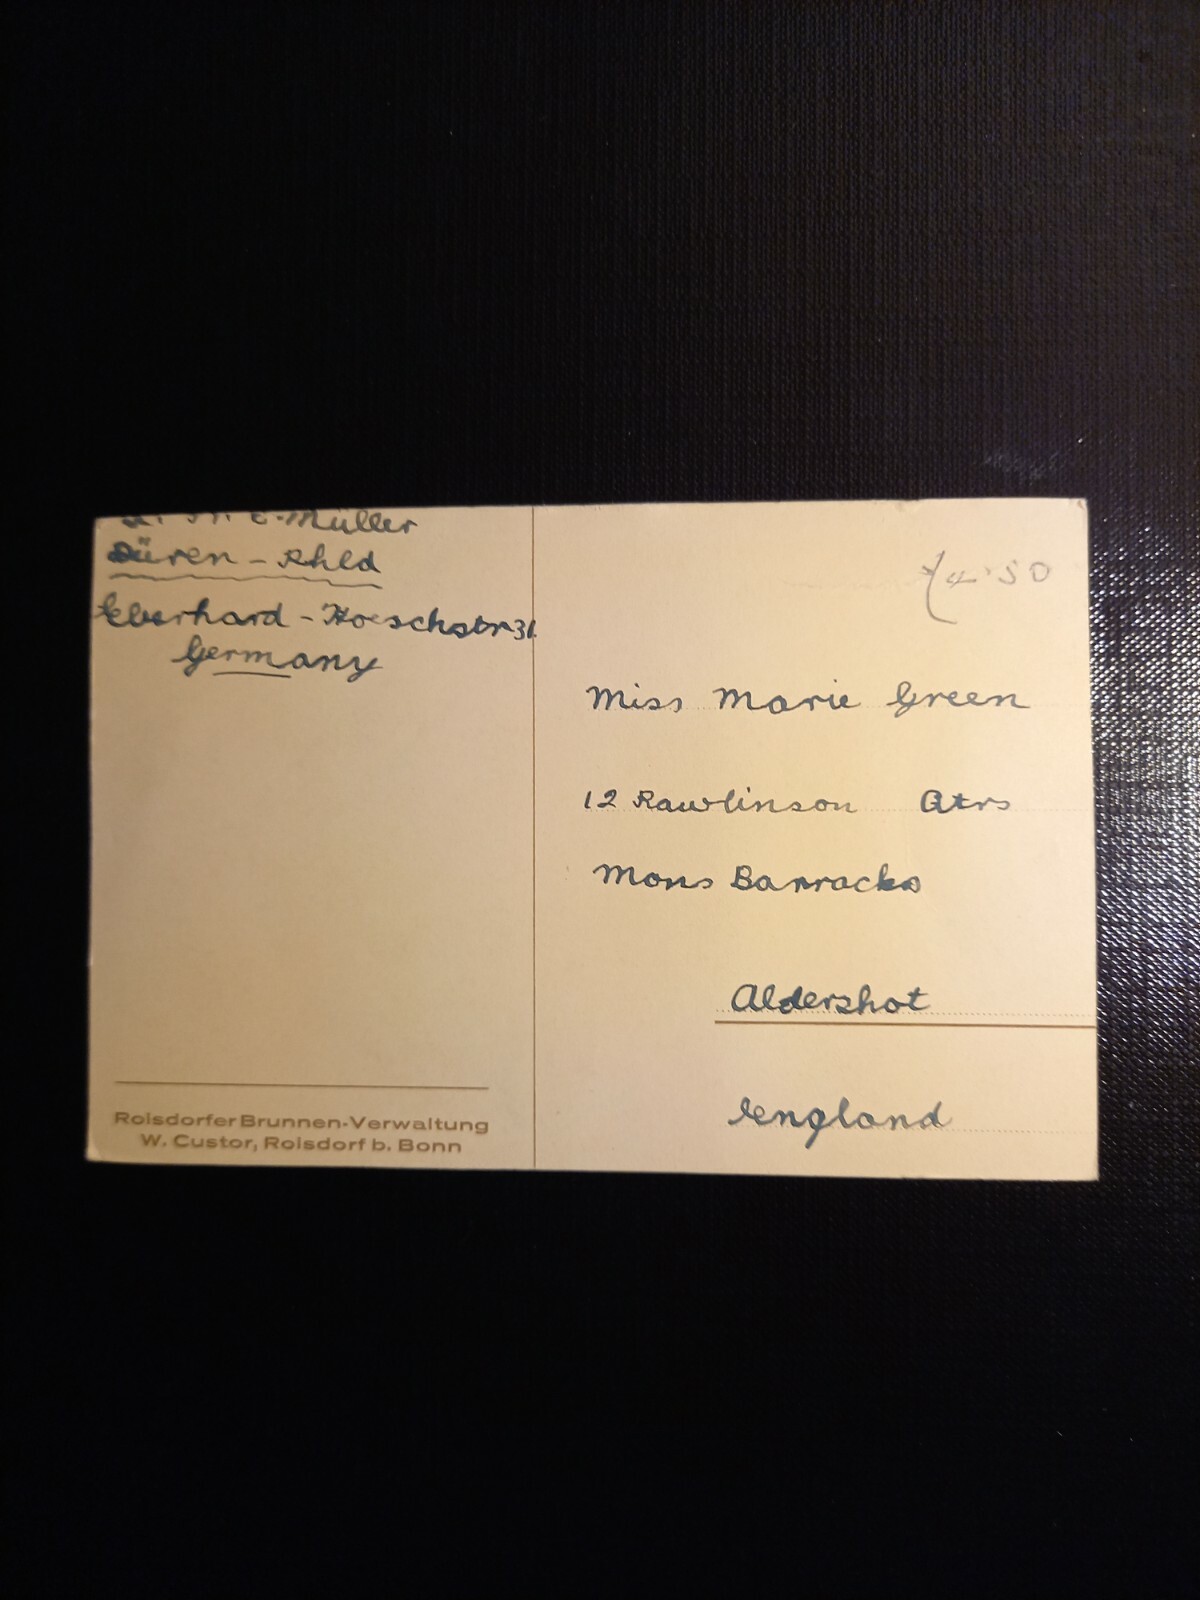 E. Müller
Düren - Rhld
Eberhard - Hoeschstr 31.
Germany
4.50
Miss Marie Green
12 Rawlinson Qtrs
Mons Barracks
Aldershot
England
Roisdorfer Brunnen-Verwaltung
W. Custor, Roisdorf b. Bonn